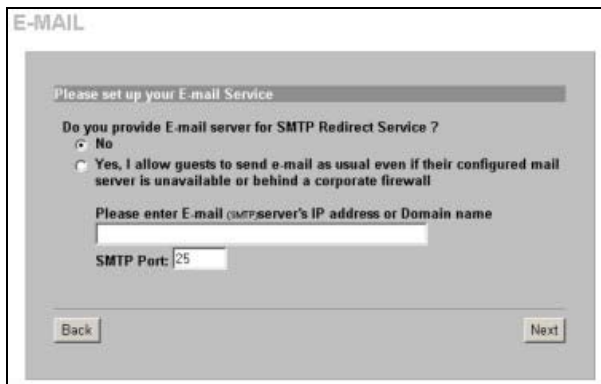 E-MAIL
Please set up your E-mail Service
Do you provide E-mail server for SMTP Redirect Service ?
No
Yes, I allow guests to send e-mail as usual even if their configured mail
server is unavailable or behind a corporate firewall
Please enter E-mail (SMTP)server's IP address or Domain name
SMTP Port: 25
Back Next